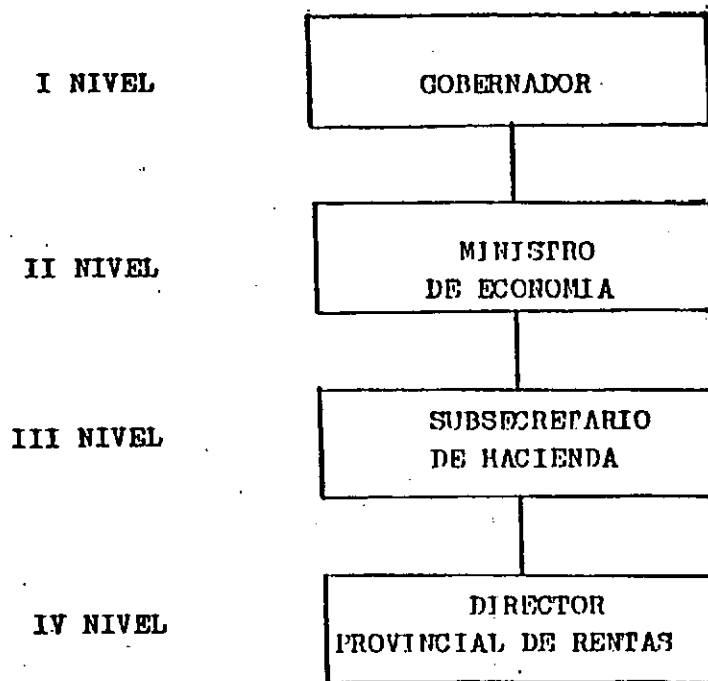 I NIVEL
GOBERNADOR
II NIVEL
MINISTRO
DE ECONOMIA
III NIVEL
SUBSECRETARIO
DE HACIENDA
IV NIVEL
DIRECTOR
PROVINCIAL DE RENTAS